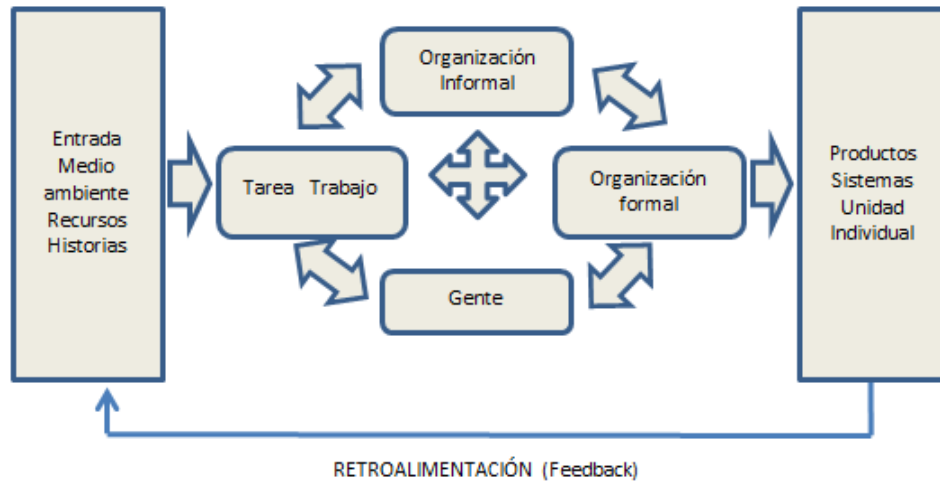 Entrada
Medio
ambiente
Recursos
Historias
Organización
Informal
Tarea Trabajo
Organización
formal
Gente
Productos
Sistemas
Unidad
Individual
RETROALIMENTACIÓN (Feedback)